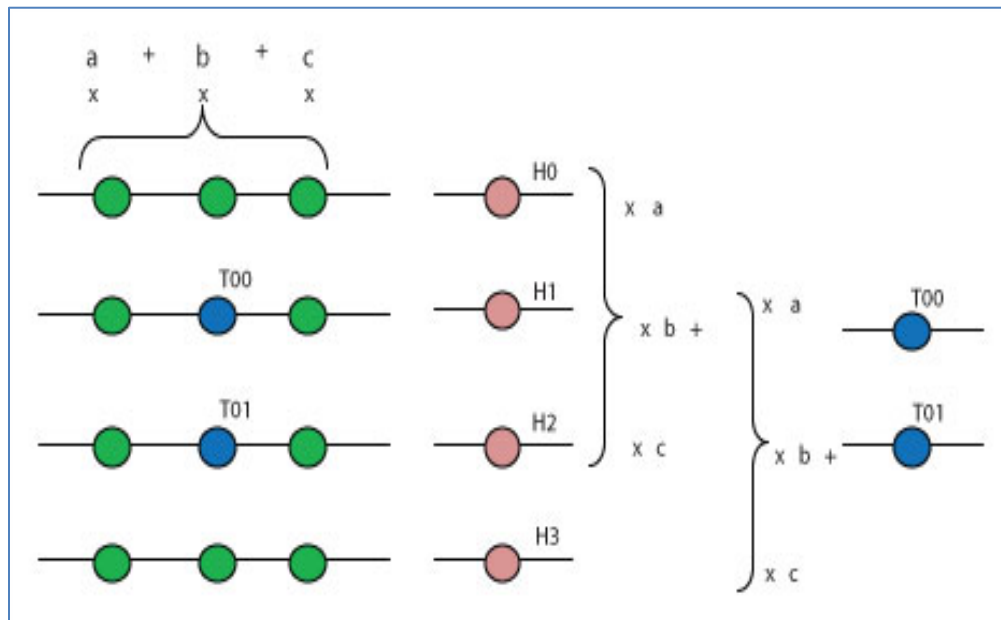 a + b + c
x x x
H0
x a
T00
H1
x a
T00
x b +
T01
H2
T01
x c
x b +
H3
x c